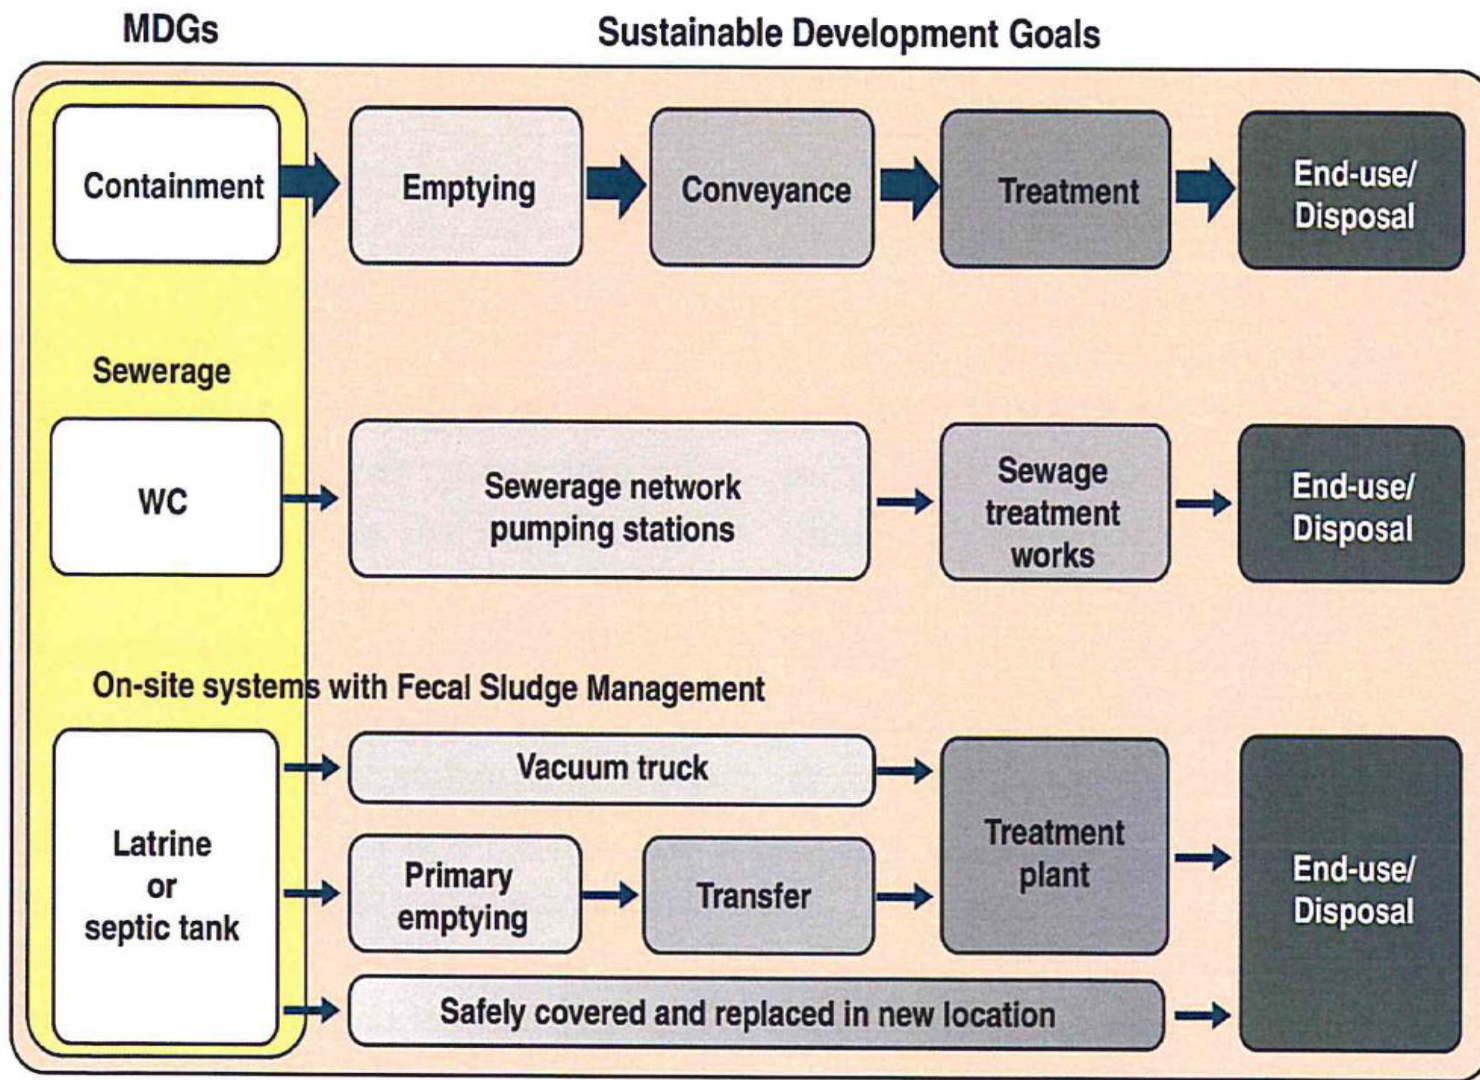 MDGs
Sustainable Development Goals
Containment
Emptying
Conveyance
Treatment
End-use/
Disposal
Sewerage
WC
Sewerage network
pumping stations
Sewage
treatment
works
End-use/
Disposal
On-site systems with Fecal Sludge Management
Latrine
or
septic tank
Vacuum truck
Primary
emptying
Transfer
Treatment
plant
End-use/
Disposal
Safely covered and replaced in new location